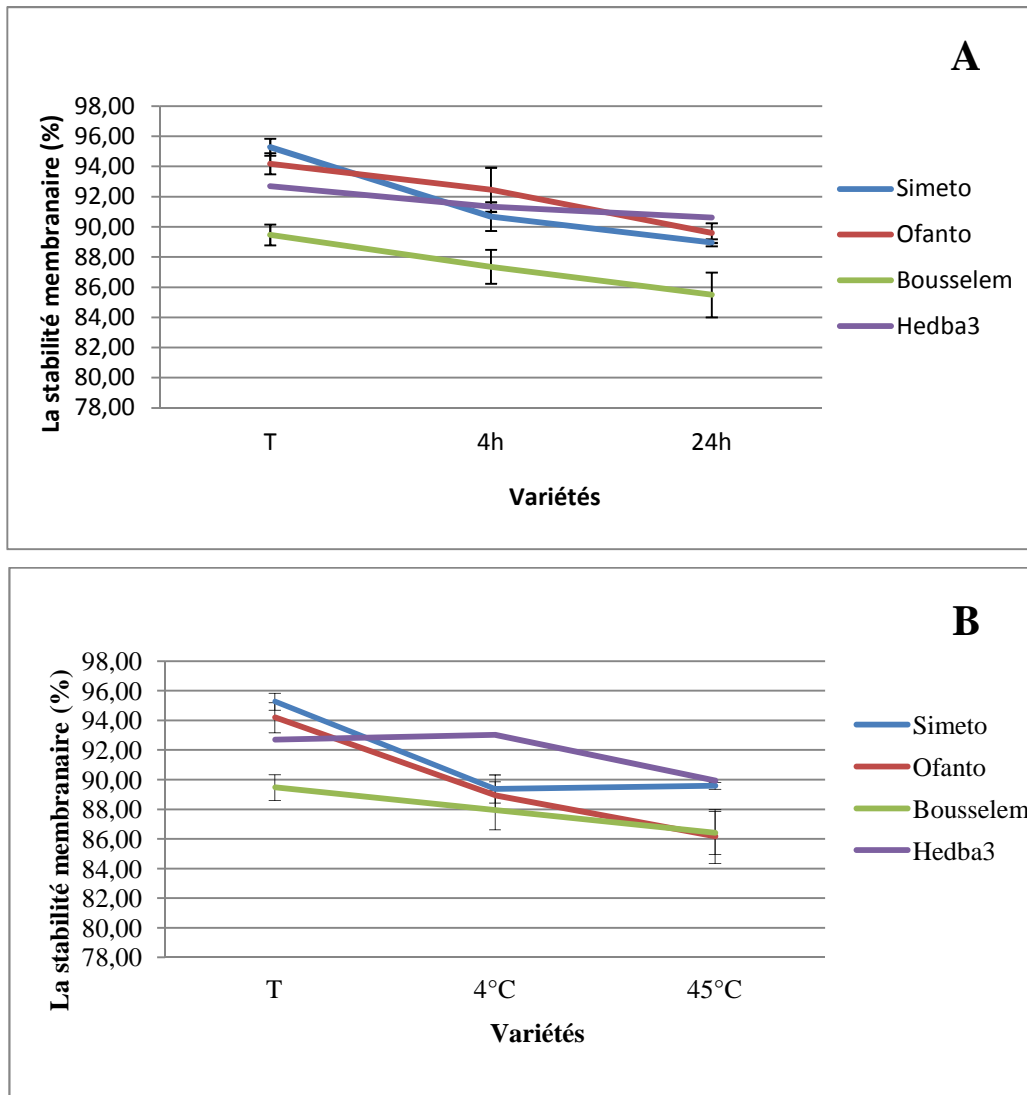 A
La stabilité membranaire (%)
98,00
96,00
94,00
92,00
90,00
88,00
86,00
84,00
82,00
80,00
78,00
T 4h 24h
Variétés
Simeto
Ofanto
Bousselem
Hedba3
B
La stabilité membranaire (%)
98,00
96,00
94,00
92,00
90,00
88,00
86,00
84,00
82,00
80,00
78,00
T 4°C 45°C
Variétés
Simeto
Ofanto
Bousselem
Hedba3